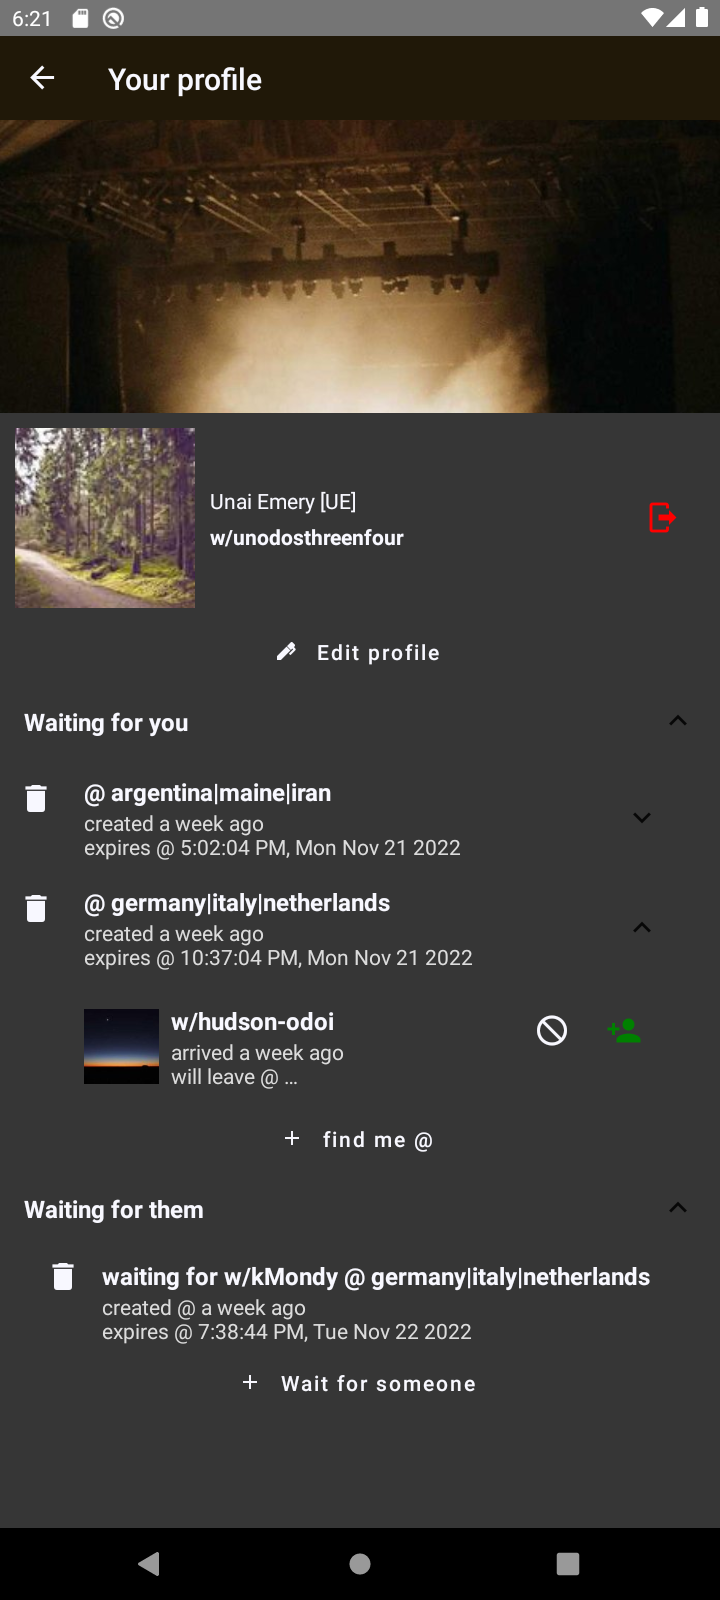 6:21
Your profile
Unai Emery [UE]
w/unodosthreenfour
Edit profile
Waiting for you
@ argentina|maine|iran
created a week ago
expires @ 5:02:04 PM, Mon Nov 21 2022
@ germany|italy|netherlands
created a week ago
expires @ 10:37:04 PM, Mon Nov 21 2022
w/hudson-odoi
arrived a week ago
will leave @ ...
find me @
Waiting for them
waiting for w/kMondy @ germany|italy|netherlands
created @ a week ago
expires @ 7:38:44 PM, Tue Nov 22 2022
Wait for someone